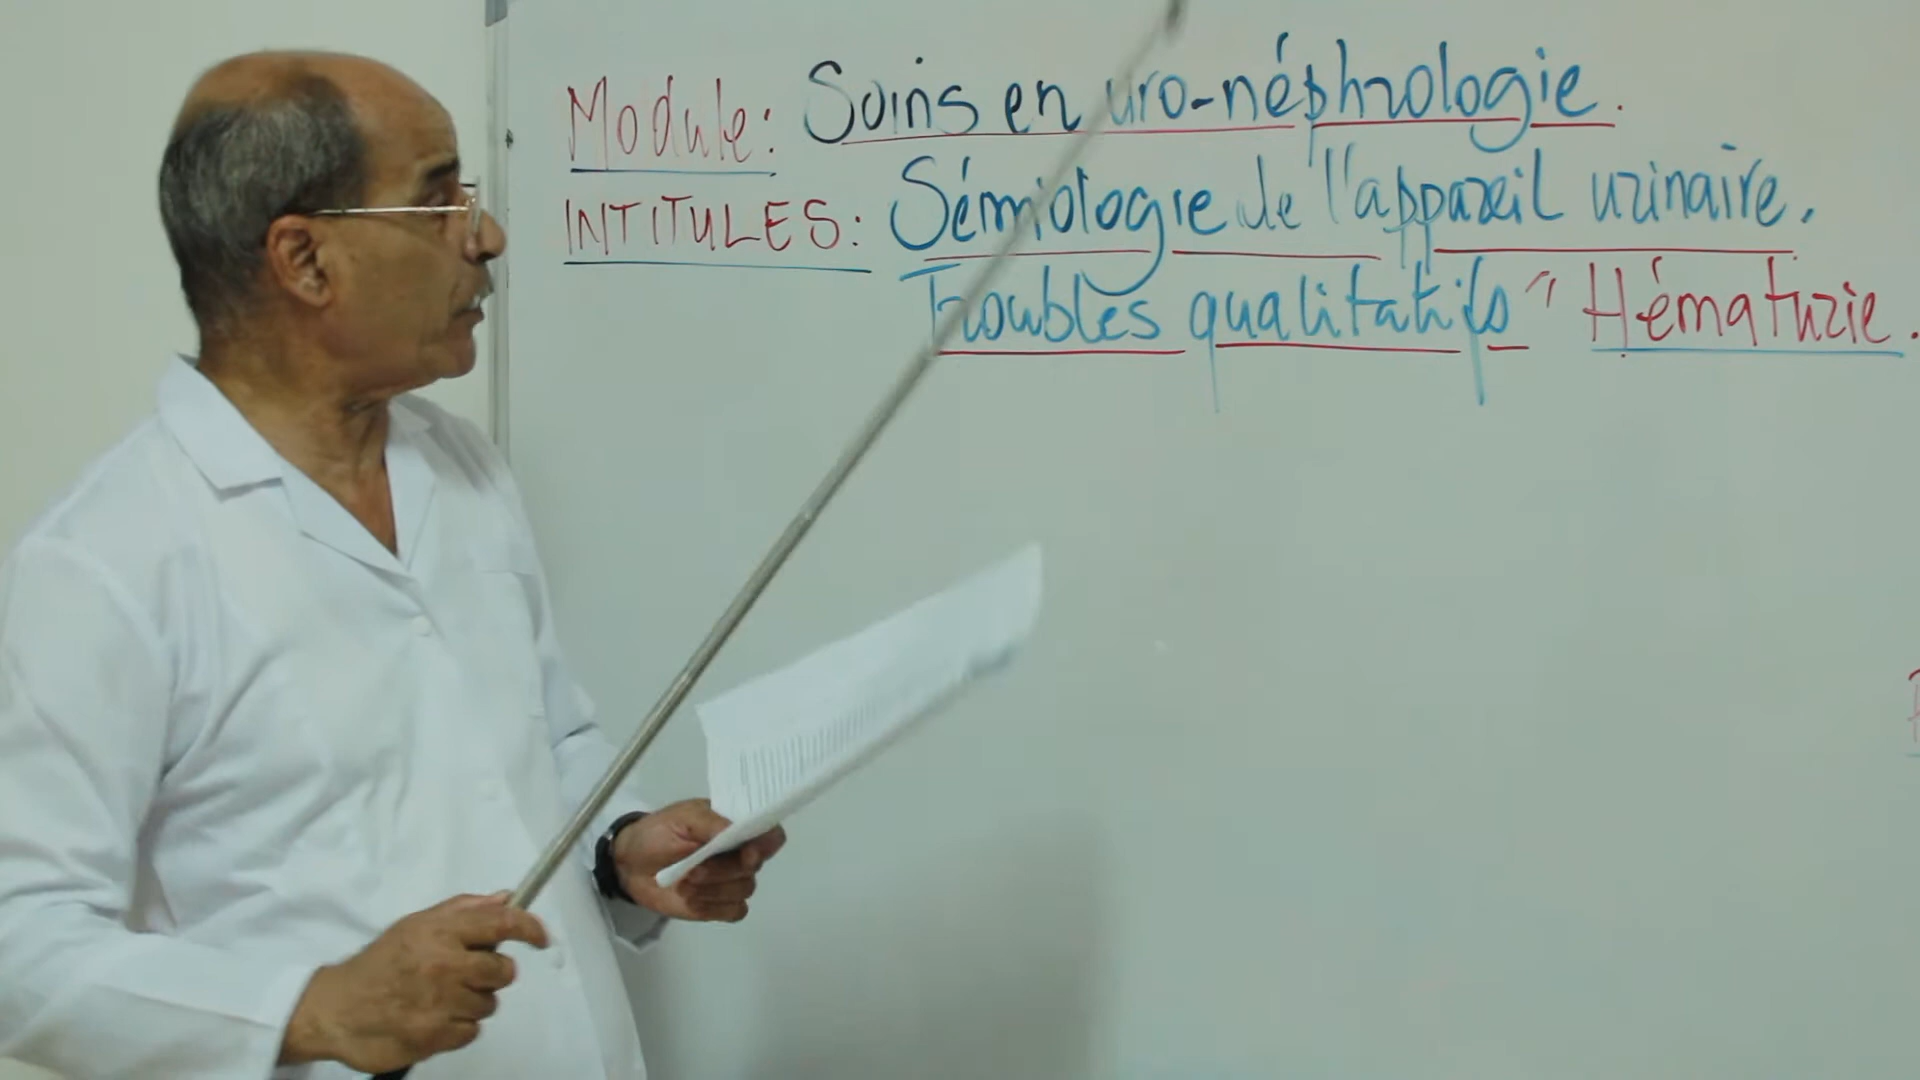 Module: Soins en uro-néphrologie.
INTITULES: Sémiologie de l'appareil urinaire.
Troubles qualitatifs " Hématurie.